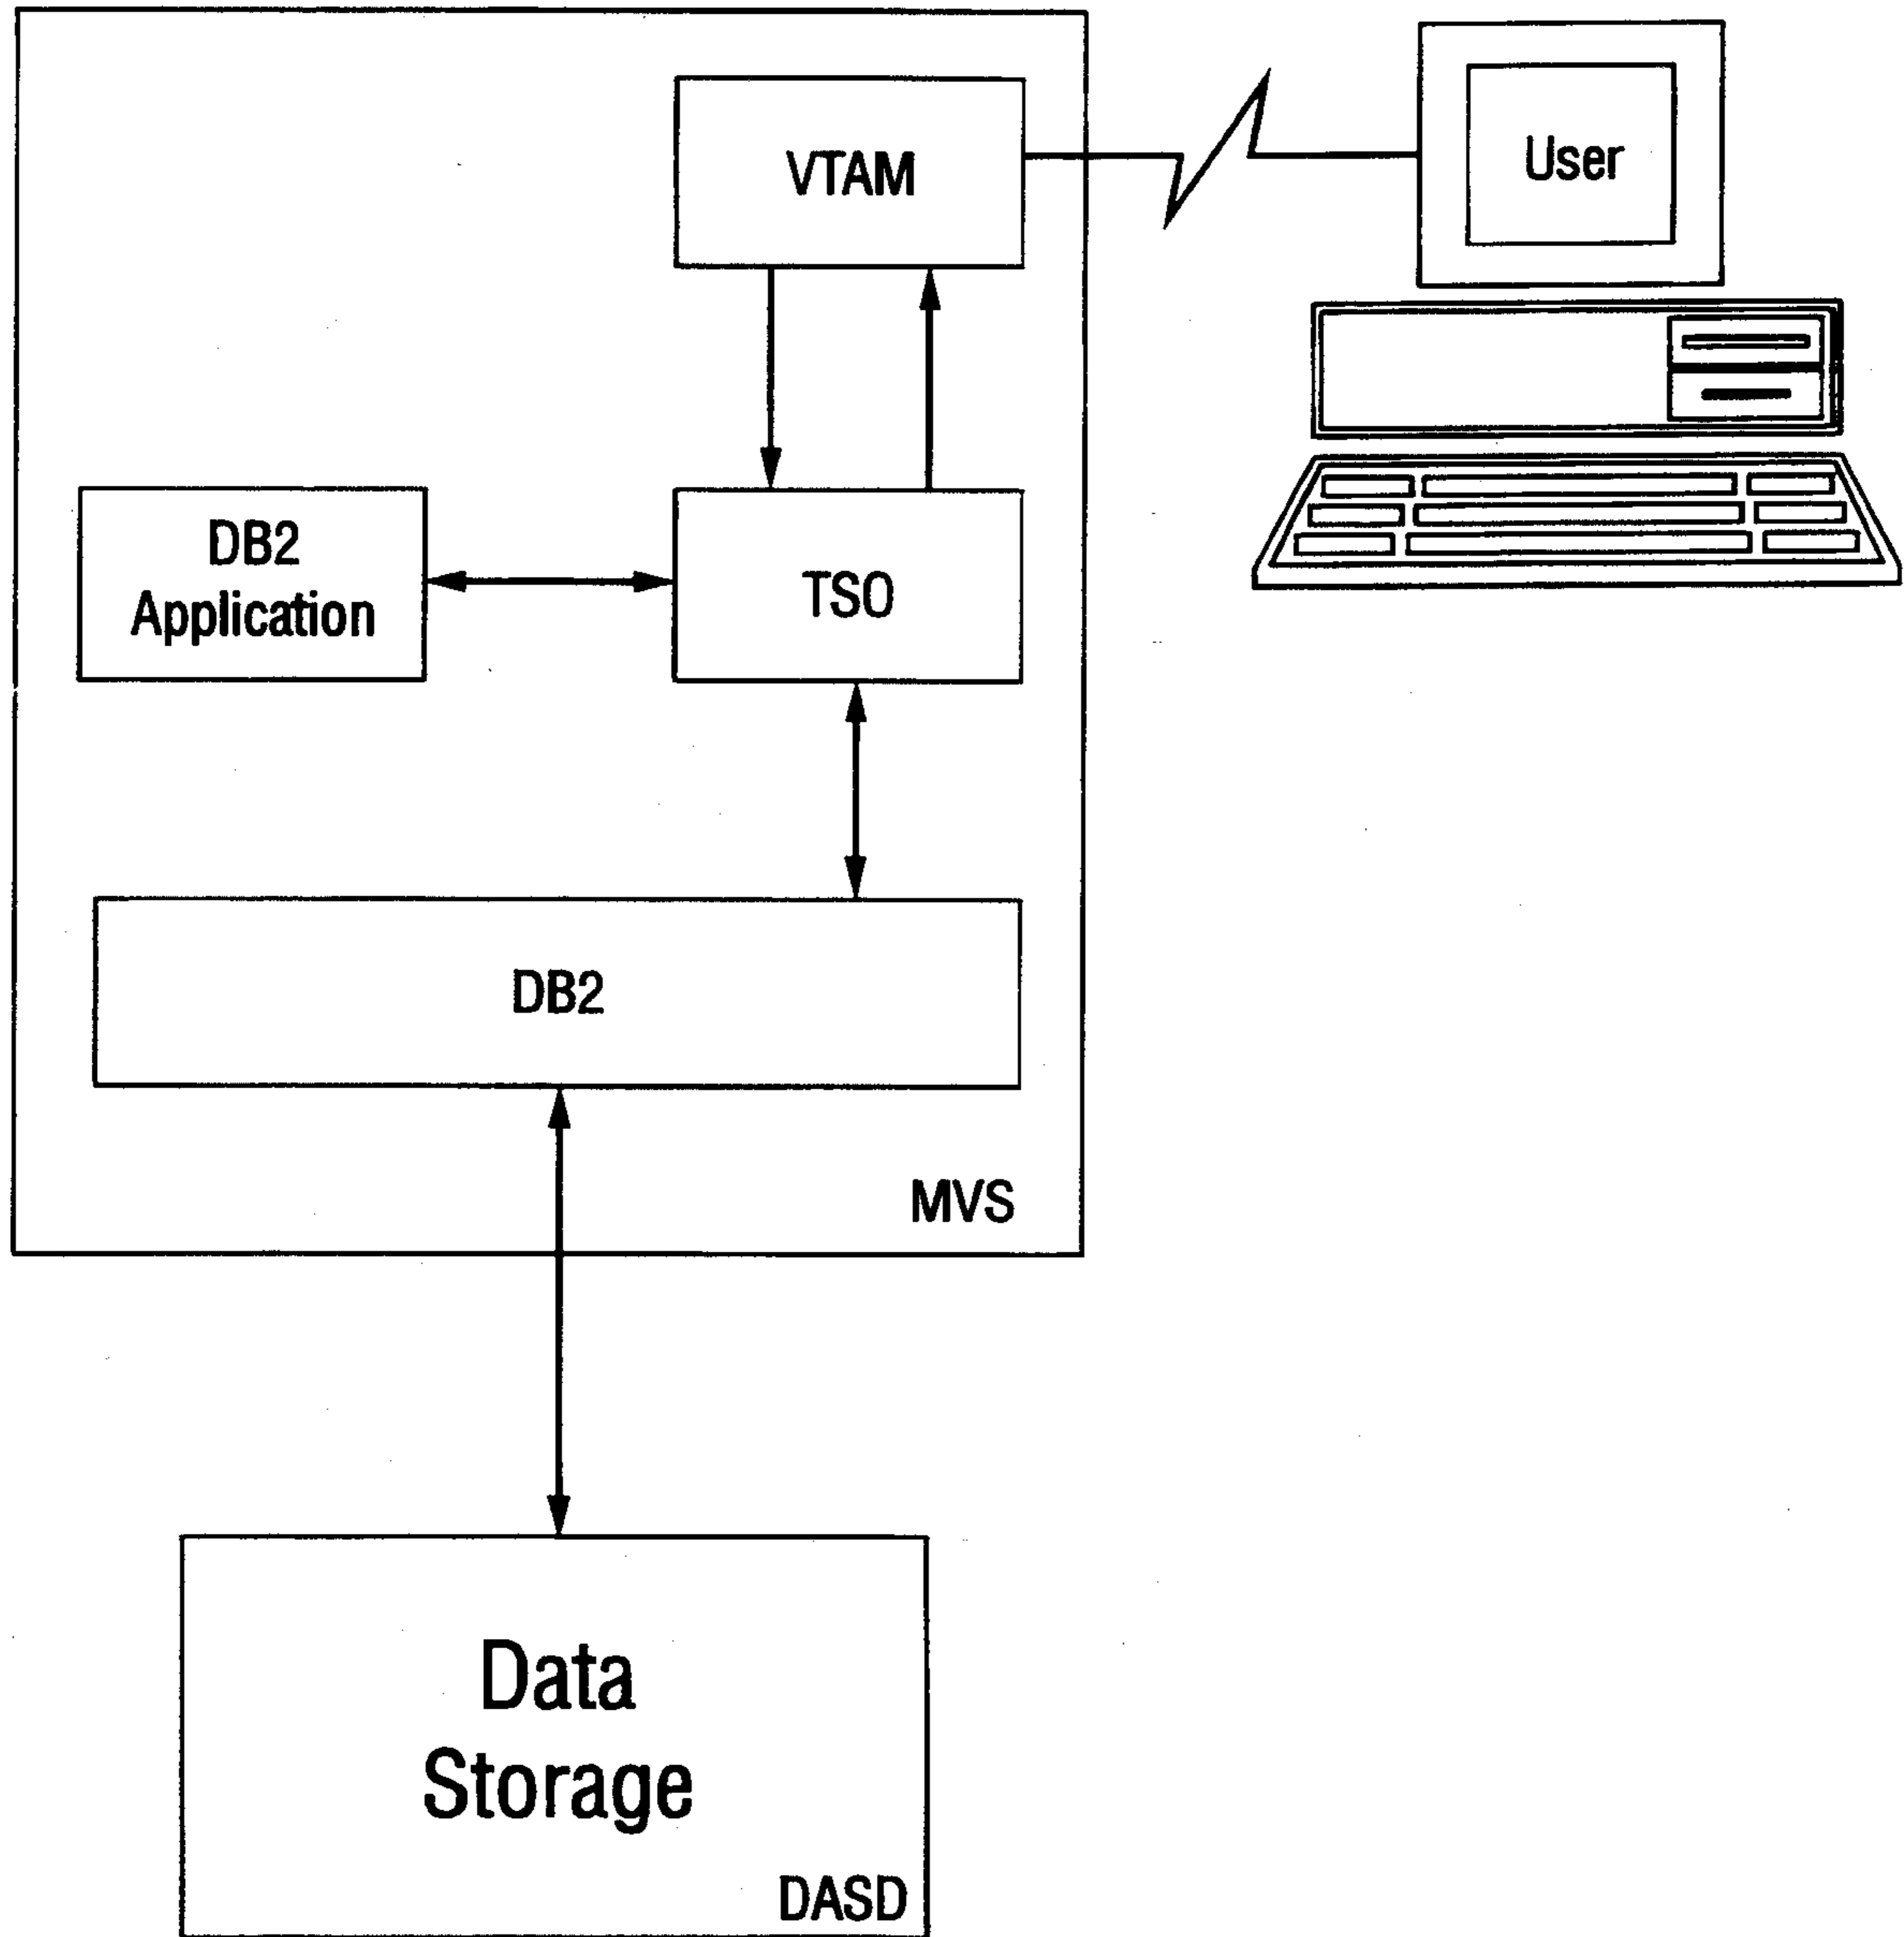 VTAM
User
DB2
Application
TSO
DB2
MVS
Data
Storage
DASD